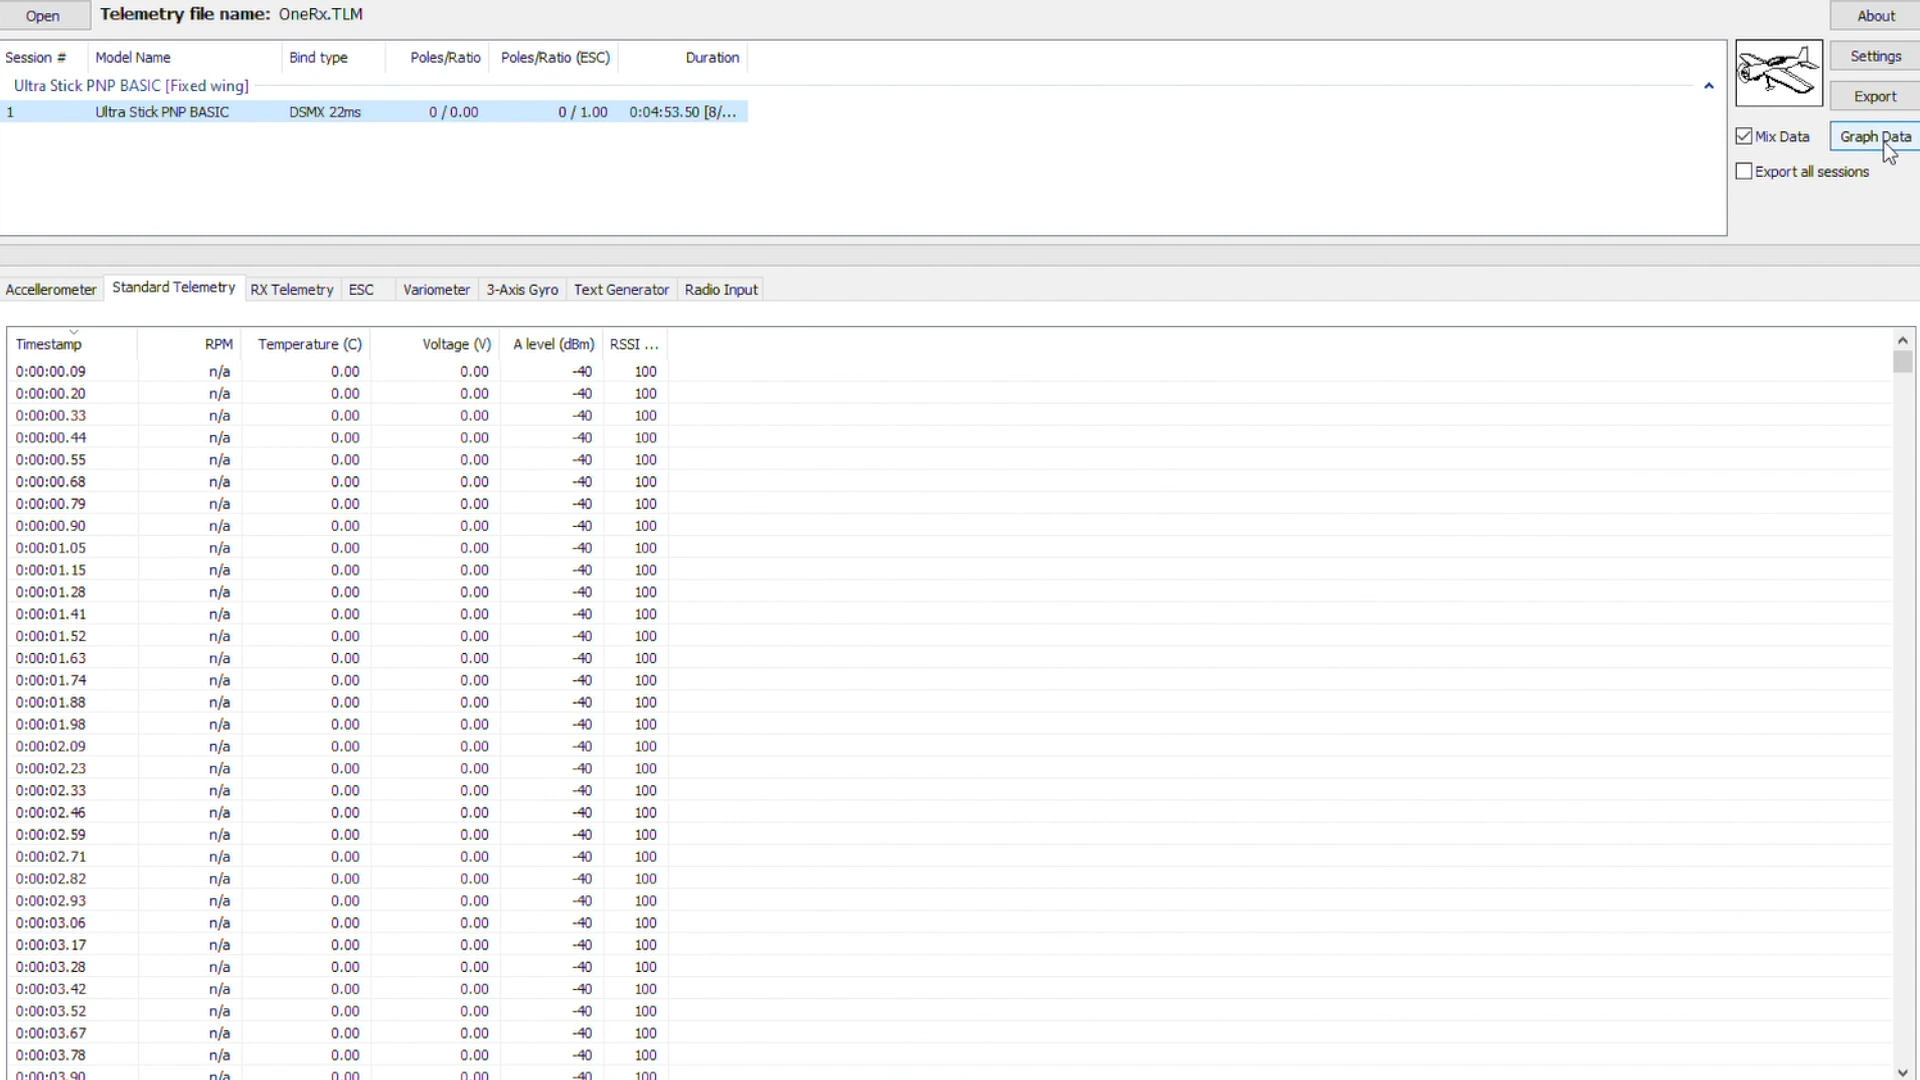 Open Telemetry file name: OneRx.TLM About
Session # Model Name Bind type Poles/Ratio Poles/Ratio (ESC) Duration Settings
Ultra Stick PNP BASIC [Fixed wing]
Export
1 Ultra Stick PNP BASIC DSMX 22ms 0 / 0.00 0 / 1.00 0:04:53.50 [8/...
Mix Data Graph Data
Export all sessions
Accellerometer Standard Telemetry RX Telemetry ESC Variometer 3-Axis Gyro Text Generator Radio Input
Timestamp RPM Temperature (C) Voltage (V) A level (dBm) RSSI ...
0:00:00.09 n/a 0.00 0.00 -40 100
0:00:00.20 n/a 0.00 0.00 -40 100
0:00:00.33 n/a 0.00 0.00 -40 100
0:00:00.44 n/a 0.00 0.00 -40 100
0:00:00.55 n/a 0.00 0.00 -40 100
0:00:00.68 n/a 0.00 0.00 -40 100
0:00:00.79 n/a 0.00 0.00 -40 100
0:00:00.90 n/a 0.00 0.00 -40 100
0:00:01.05 n/a 0.00 0.00 -40 100
0:00:01.15 n/a 0.00 0.00 -40 100
0:00:01.28 n/a 0.00 0.00 -40 100
0:00:01.41 n/a 0.00 0.00 -40 100
0:00:01.52 n/a 0.00 0.00 -40 100
0:00:01.63 n/a 0.00 0.00 -40 100
0:00:01.74 n/a 0.00 0.00 -40 100
0:00:01.88 n/a 0.00 0.00 -40 100
0:00:01.98 n/a 0.00 0.00 -40 100
0:00:02.09 n/a 0.00 0.00 -40 100
0:00:02.23 n/a 0.00 0.00 -40 100
0:00:02.33 n/a 0.00 0.00 -40 100
0:00:02.46 n/a 0.00 0.00 -40 100
0:00:02.59 n/a 0.00 0.00 -40 100
0:00:02.71 n/a 0.00 0.00 -40 100
0:00:02.82 n/a 0.00 0.00 -40 100
0:00:02.93 n/a 0.00 0.00 -40 100
0:00:03.06 n/a 0.00 0.00 -40 100
0:00:03.17 n/a 0.00 0.00 -40 100
0:00:03.28 n/a 0.00 0.00 -40 100
0:00:03.42 n/a 0.00 0.00 -40 100
0:00:03.52 n/a 0.00 0.00 -40 100
0:00:03.67 n/a 0.00 0.00 -40 100
0:00:03.78 n/a 0.00 0.00 -40 100
0:00:03.90 n/a 0.00 0.00 -40 100